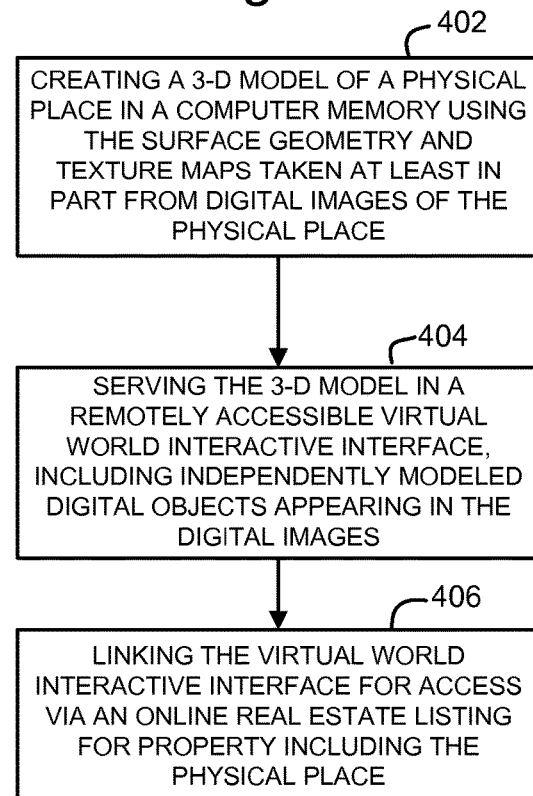 402
CREATING A 3-D MODEL OF A PHYSICAL
PLACE IN A COMPUTER MEMORY USING
THE SURFACE GEOMETRY AND
TEXTURE MAPS TAKEN AT LEAST IN
PART FROM DIGITAL IMAGES OF THE
PHYSICAL PLACE
404
SERVING THE 3-D MODEL IN A
REMOTELY ACCESSIBLE VIRTUAL
WORLD INTERACTIVE INTERFACE,
INCLUDING INDEPENDENTLY MODELED
DIGITAL OBJECTS APPEARING IN THE
DIGITAL IMAGES
406
LINKING THE VIRTUAL WORLD
INTERACTIVE INTERFACE FOR ACCESS
VIA AN ONLINE REAL ESTATE LISTING
FOR PROPERTY INCLUDING THE
PHYSICAL PLACE